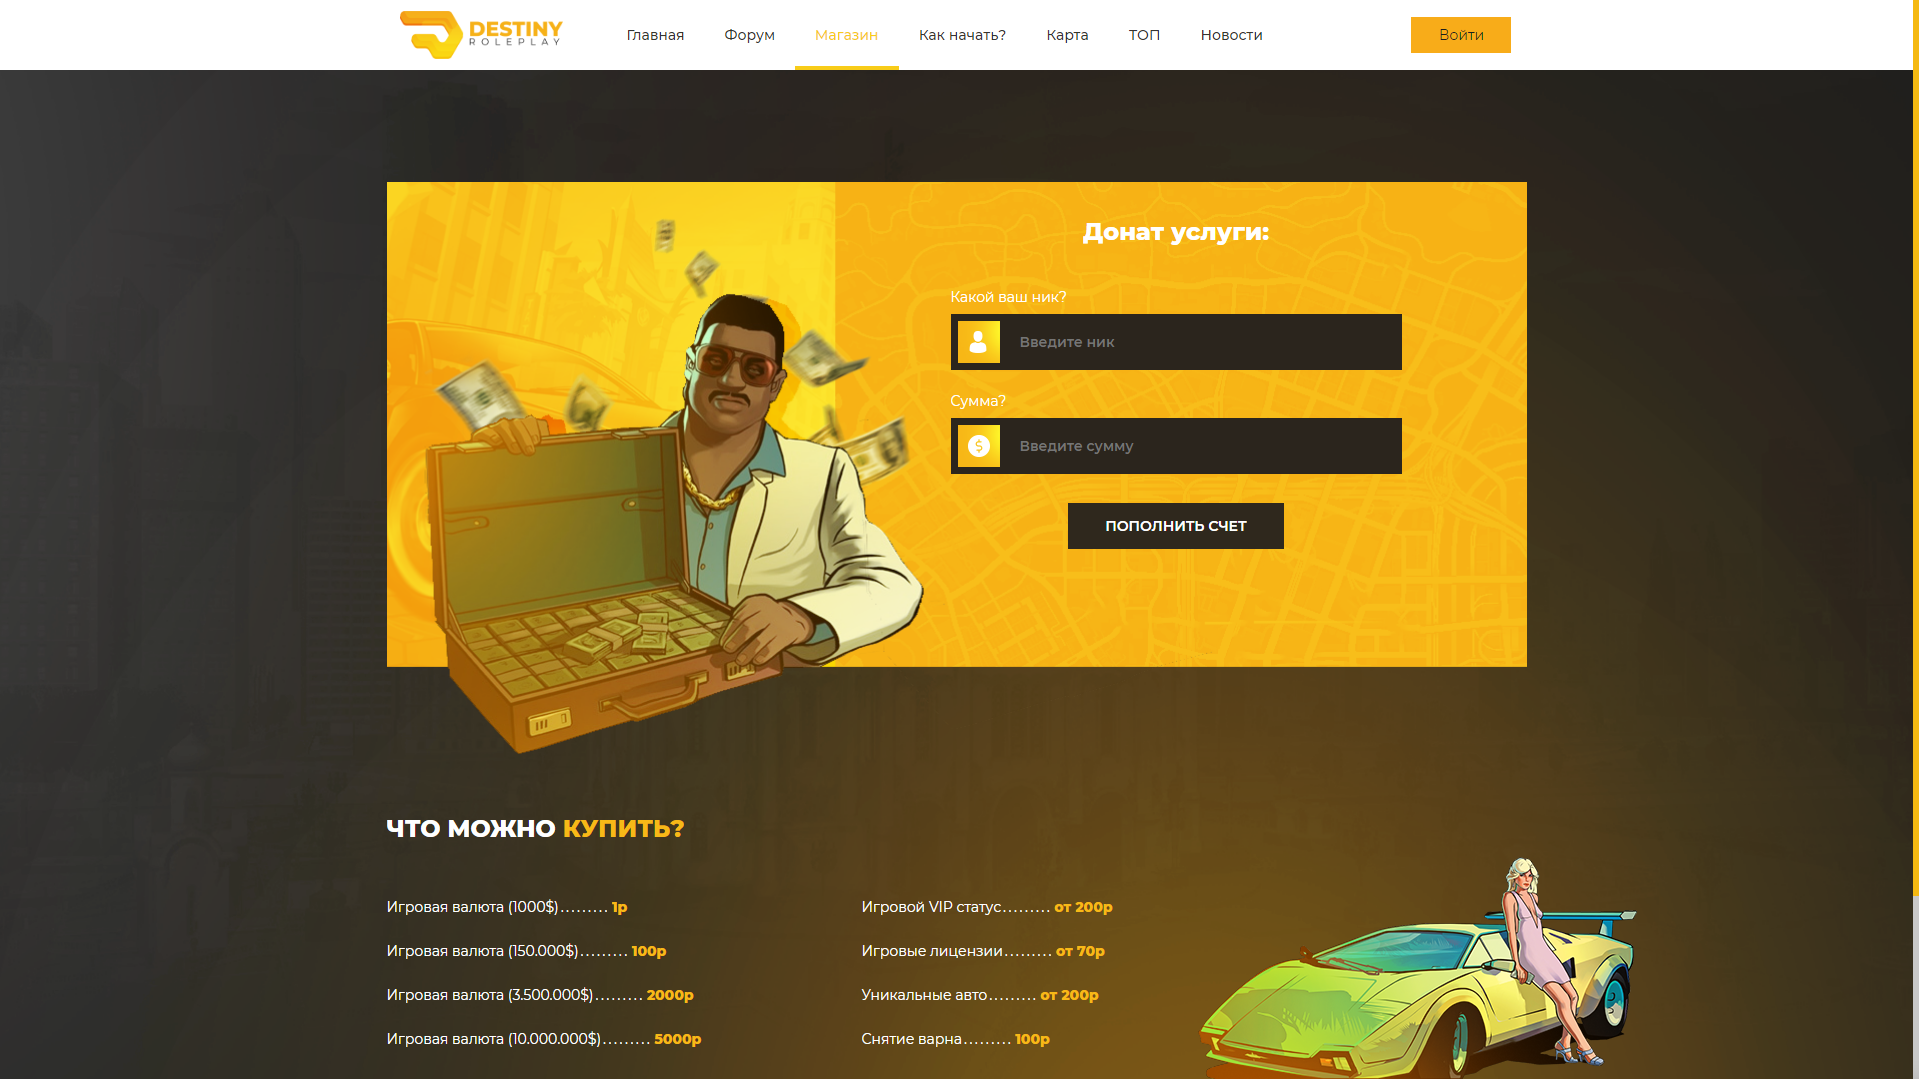 DESTINY
ROLEPLAY
Главная
Форум
Магазин
Как начать?
Карта
ТОП
Новости
Войти
Донат услуги:
Какой ваш ник?
Введите ник
Сумма?
$
Введите сумму
ПОПОЛНИТЬ СЧЕТ
ЧТО МОЖНО КУПИТЬ?
Игровая валюта (1000$)......... 1р
Игровая валюта (150.000$)......... 100р
Игровая валюта (3.500.000$)......... 2000р
Игровая валюта (10.000.000$)......... 5000р
Игровой VIP статус......... от 200р
Игровые лицензии......... от 70р
Уникальные авто......... от 200р
Снятие варна......... 100р